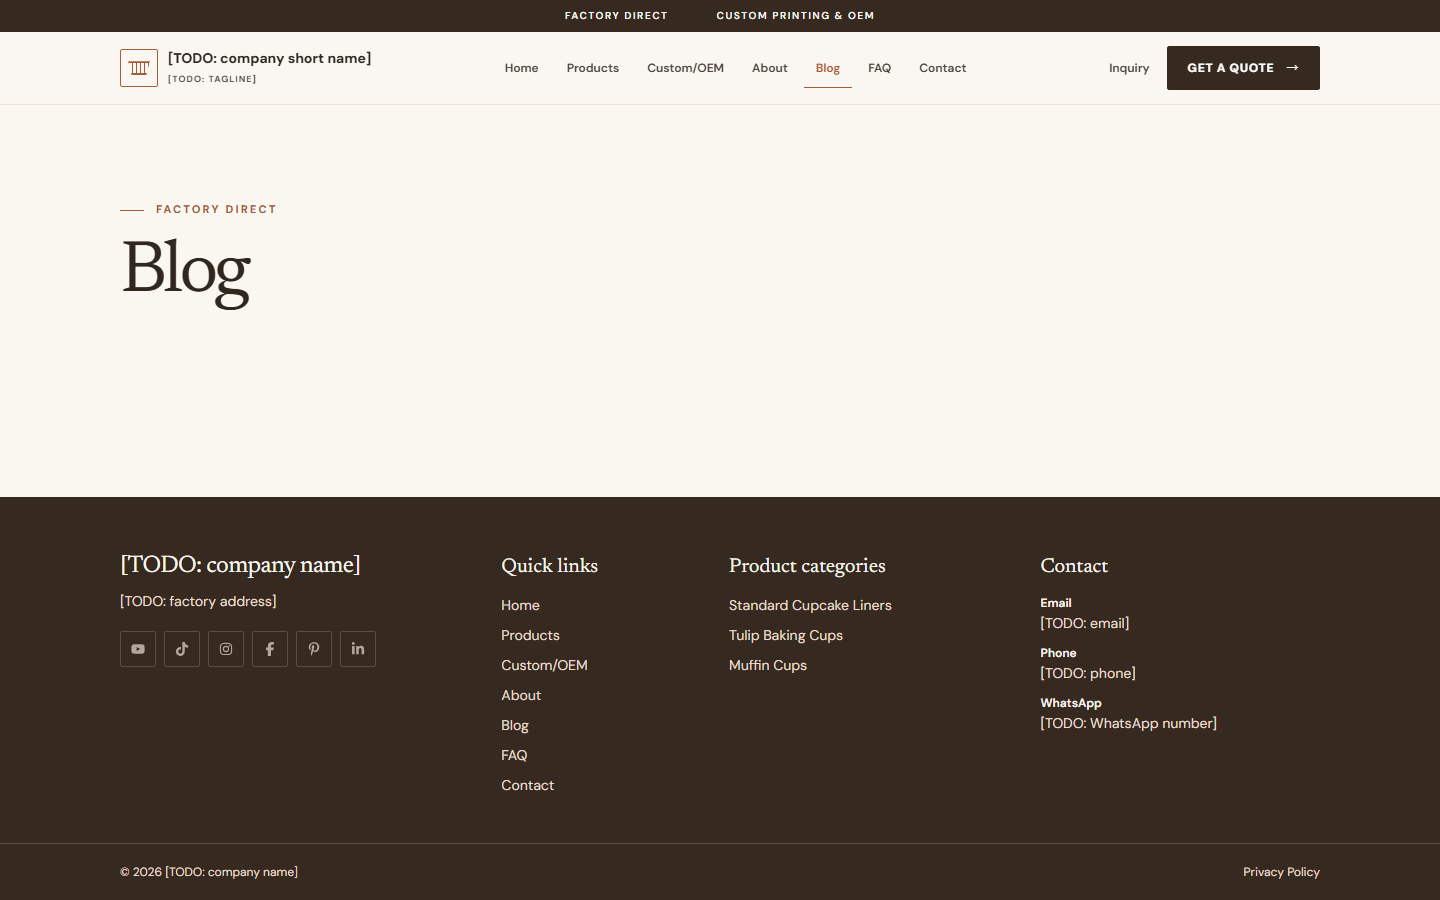 FACTORY DIRECT
CUSTOM PRINTING & OEM
[TODO: company short name]
[TODO: TAGLINE]
Home
Products
Custom/OEM
About
Blog
FAQ
Contact
Inquiry
GET A QUOTE →
FACTORY DIRECT
Blog
[TODO: company name]
[TODO: factory address]
Quick links
Home
Products
Custom/OEM
About
Blog
FAQ
Contact
Product categories
Standard Cupcake Liners
Tulip Baking Cups
Muffin Cups
Contact
Email
[TODO: email]
Phone
[TODO: phone]
WhatsApp
[TODO: WhatsApp number]
© 2026 [TODO: company name]
Privacy Policy